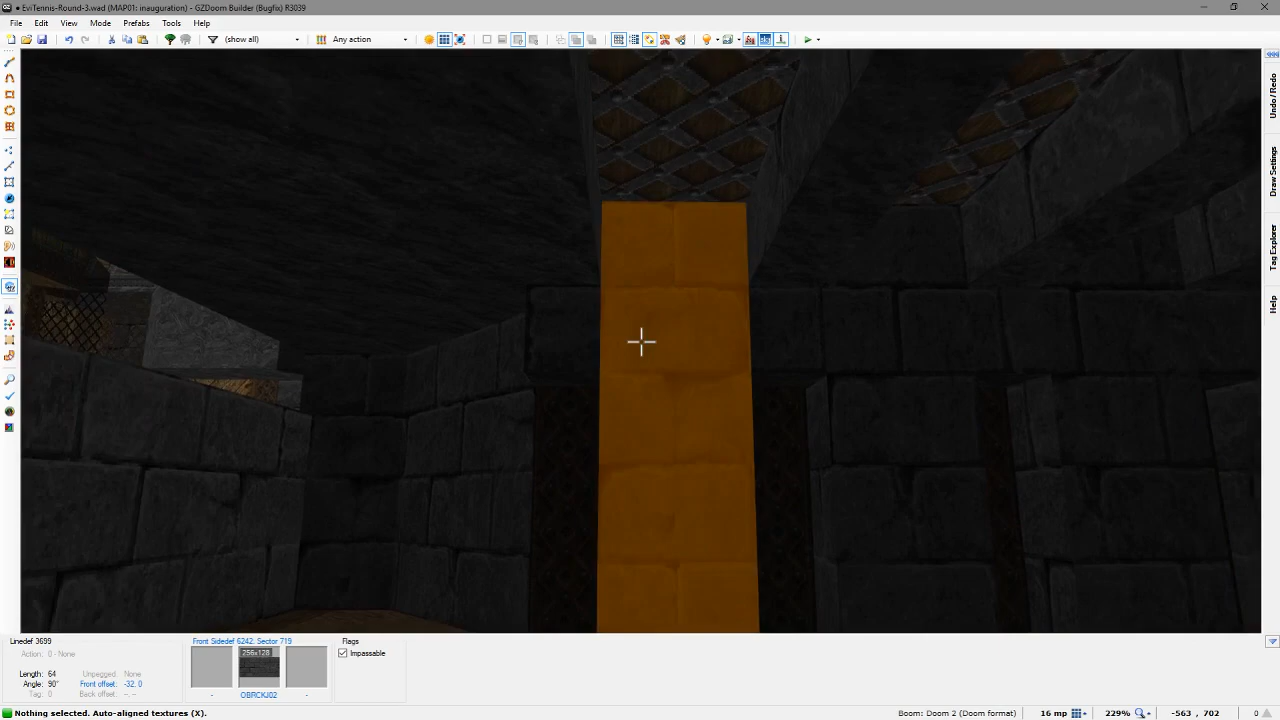 • EviTennis-Round-3.wad (MAP01: inauguration) - GZDoom Builder (Bugfix) R3039
File Edit View Mode Prefabs Tools Help
(show all) Any action
Undo / Redo
Draw Settings
Tag Explorer
Help
Linedef 3699
Action: 0 - None
Length: 64
Angle: 90°
Tag: 0
Unpegged: None
Front offset: -32, 0
Back offset: --, --
Front Sidedef 6242. Sector 719
256x128
- OBRCKJ02 -
Flags
Impassable
Nothing selected. Auto-aligned textures (X).
Boom: Doom 2 (Doom format) 16 mp 229% -563 , 702 0